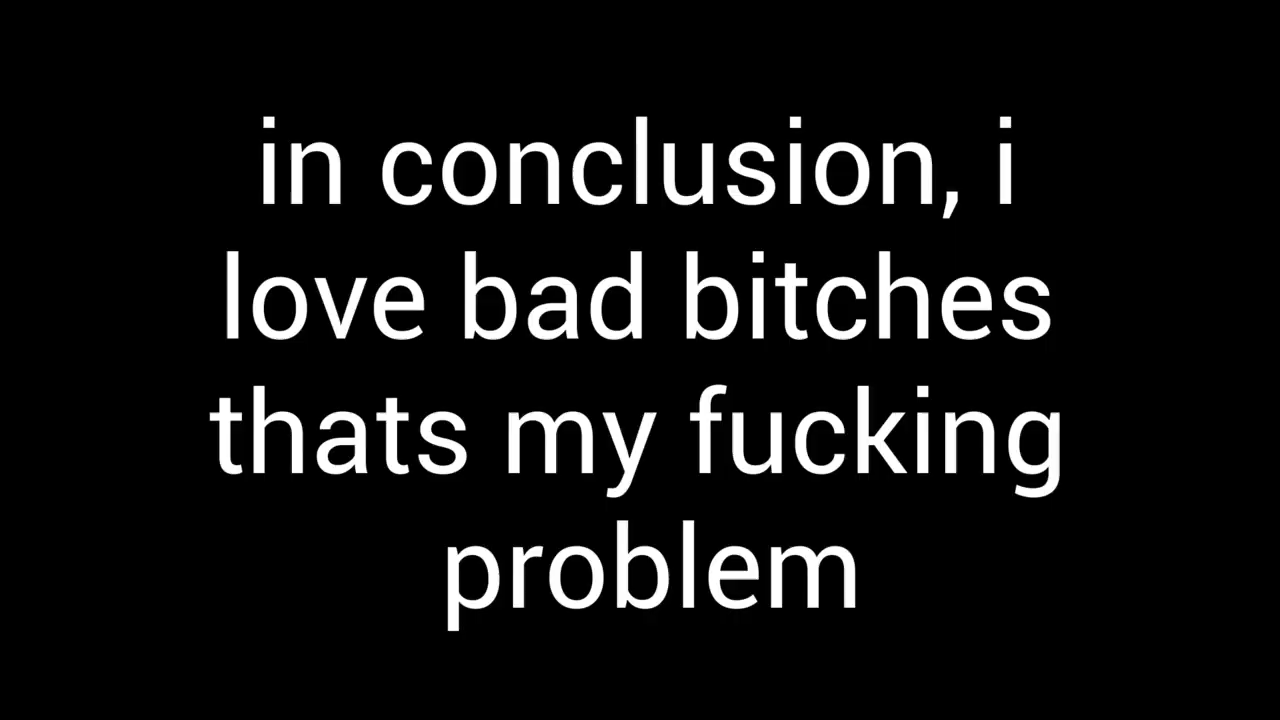 in conclusion, i
love bad bitches
thats my fucking
problem